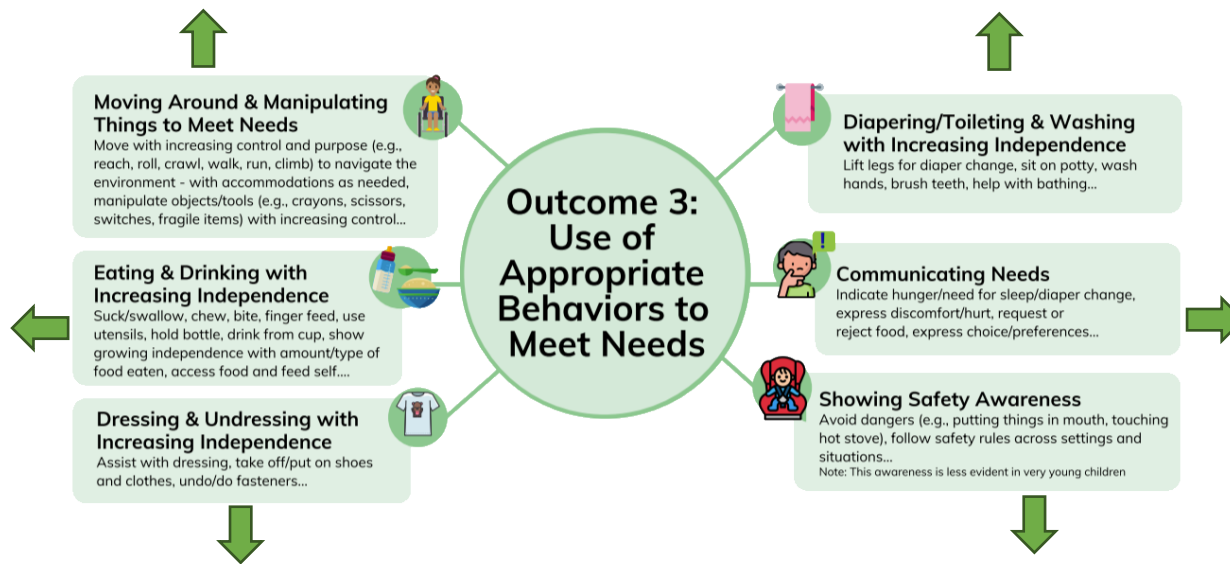 Moving Around & Manipulating
Things to Meet Needs
Move with increasing control and purpose (e.g.,
reach, roll, crawl, walk, run, climb) to navigate the
environment - with accommodations as needed,
manipulate objects/tools (e.g., crayons, scissors,
switches, fragile items) with increasing control...
Eating & Drinking with
Increasing Independence
Suck/swallow, chew, bite, finger feed, use
utensils, hold bottle, drink from cup, show
growing independence with amount/type of
food eaten, access food and feed self....
Dressing & Undressing with
Increasing Independence
Assist with dressing, take off/put on shoes
and clothes, undo/do fasteners...
Outcome 3:
Use of
Appropriate
Behaviors to
Meet Needs
Diapering/Toileting & Washing
with Increasing Independence
Lift legs for diaper change, sit on potty, wash
hands, brush teeth, help with bathing...
!
Communicating Needs
Indicate hunger/need for sleep/diaper change,
express discomfort/hurt, request or
reject food, express choice/preferences...
Showing Safety Awareness
Avoid dangers (e.g., putting things in mouth, touching
hot stove), follow safety rules across settings and
situations...
Note: This awareness is less evident in very young children